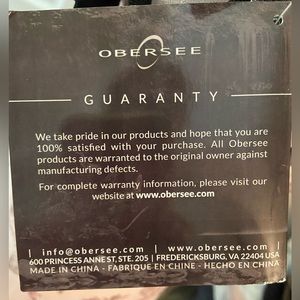 OBERSEE
GUARANTY
We take pride in our products and hope that you are
100% satisfied with your purchase. All Obersee
products are warranted to the original owner against
manufacturing defects.
For complete warranty information, please visit our
website at www.obersee.com
| info@obersee.com | www.obersee.com |
600 PRINCESS ANNE ST, STE. 205 | FREDERICKSBURG, VA 22404 USA
MADE IN CHINA - FABRIQUE EN CHINE - HECHO EN CHINA